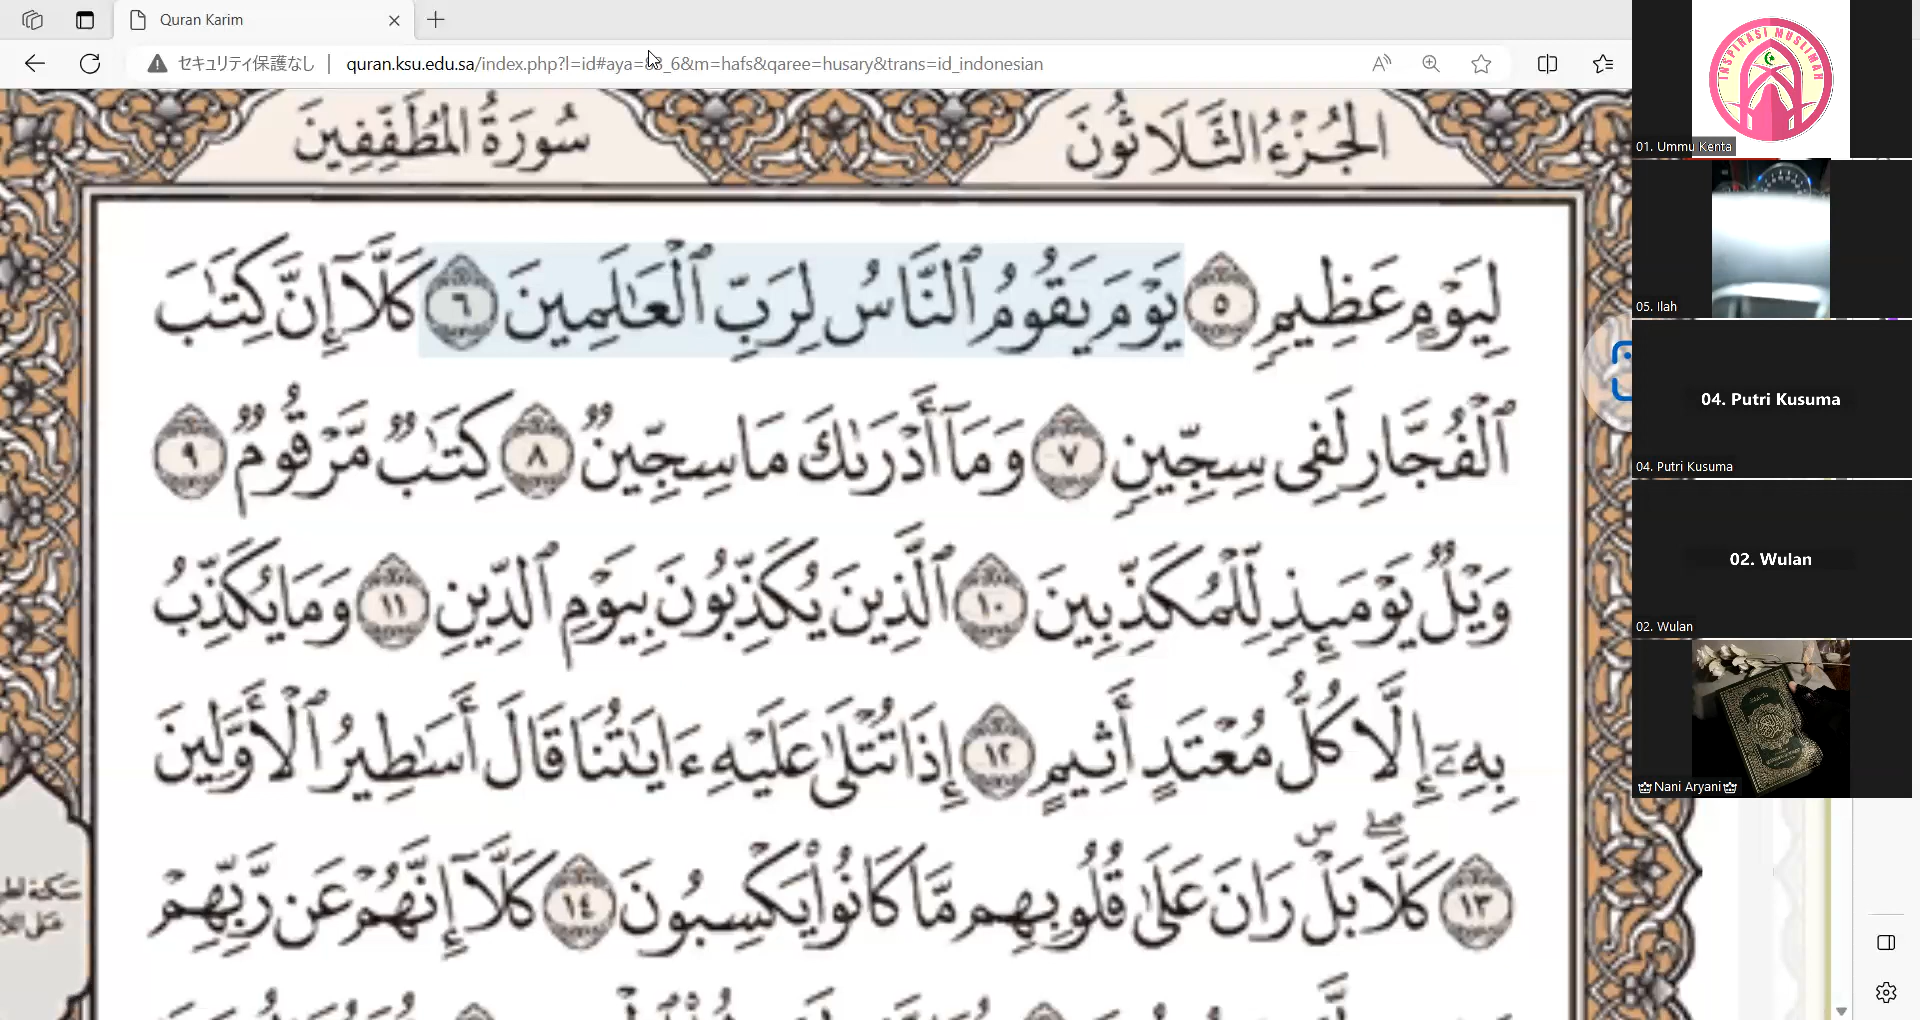 Quran Karim
セキュリティ保護なし
quran.ksu.edu.sa/index.php?l=id#aya=83_6&m=hafs&qaree=husary&trans=id_indonesian
الجُزْءُ الثَّلَاثُونَ
سُورَةُ المُطَفِّفِينَ
لِيَوْمٍ عَظِيمٍ ٥ يَوْمَ يَقُومُ ٱلنَّاسُ لِرَبِّ ٱلْعَٰلَمِينَ ٦ كَلَّآ إِنَّ كِتَٰبَ
ٱلْفُجَّارِ لَفِى سِجِّينٍ ٧ وَمَآ أَدْرَىٰكَ مَا سِجِّينٌ ٨ كِتَٰبٌ مَّرْقُومٌ ٩
وَيْلٌ يَوْمَئِذٍ لِّلْمُكَذِّبِينَ ١٠ ٱلَّذِينَ يُكَذِّبُونَ بِيَوْمِ ٱلدِّينِ ١١ وَمَا يُكَذِّبُ
بِهِۦٓ إِلَّا كُلُّ مُعْتَدٍ أَثِيمٍ ١٢ إِذَا تُتْلَىٰ عَلَيْهِ ءَايَٰتُنَا قَالَ أَسَٰطِيرُ ٱلْأَوَّلِينَ
١٣ كَلَّا ۖ بَلْ ۜ رَانَ عَلَىٰ قُلُوبِهِم مَّا كَانُوا۟ يَكْسِبُونَ ١٤ كَلَّآ إِنَّهُمْ عَن رَّبِّهِمْ
INSPIRASI MUSLIMAH
01. Ummu Kenta
05. Ilah
04. Putri Kusuma
04. Putri Kusuma
02. Wulan
02. Wulan
Nani Aryani